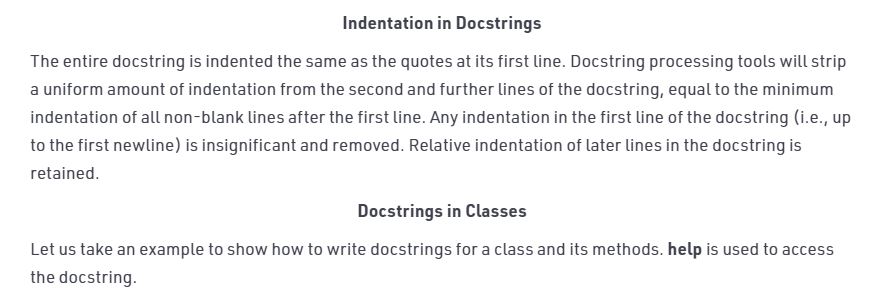 Indentation in Docstrings
The entire docstring is indented the same as the quotes at its first line. Docstring processing tools will strip
a uniform amount of indentation from the second and further lines of the docstring, equal to the minimum
indentation of all non-blank lines after the first line. Any indentation in the first line of the docstring (i.e., up
to the first newline) is insignificant and removed. Relative indentation of later lines in the docstring is
retained.
Docstrings in Classes
Let us take an example to show how to write docstrings for a class and its methods. help is used to access
the docstring.